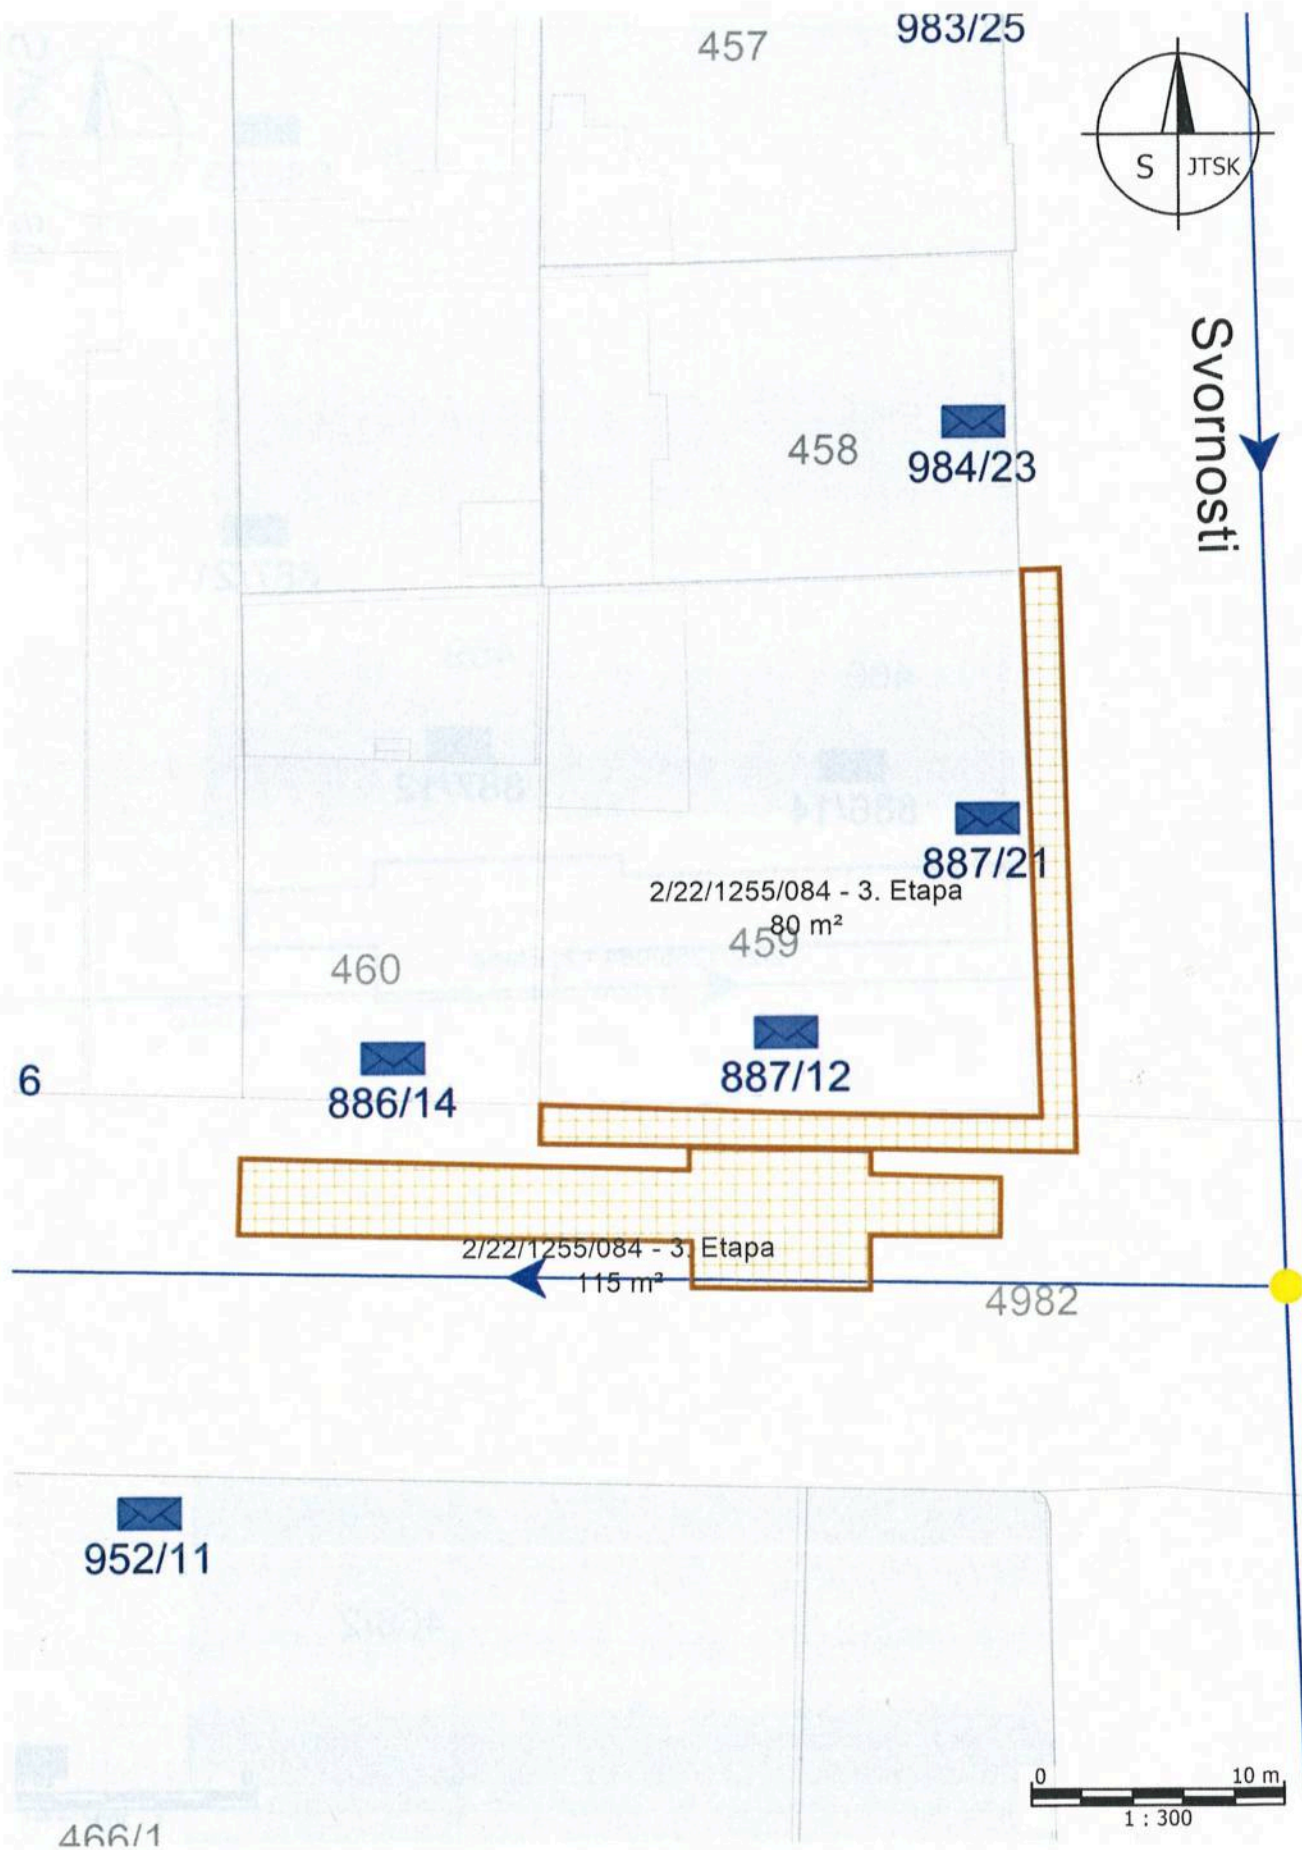 457
983/25
S JTSK
Svornosti
458
984/23
887/21
2/22/1255/084 - 3. Etapa
80 m²
459
460
887/12
6
886/14
2/22/1255/084 - 3. Etapa
115 m²
4982
952/11
0 10 m
1 : 300
466/1